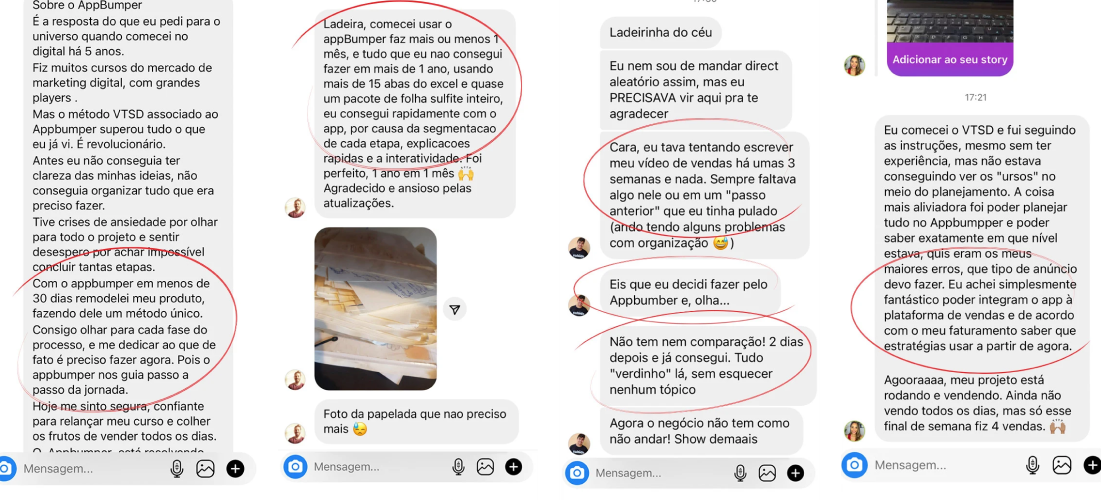 Sobre o AppBumper
É a resposta do que eu pedi para o
universo quando comecei no
digital há 5 anos.
Fiz muitos cursos do mercado de
marketing digital, com grandes
players .
Mas o método VTSD associado ao
Appbumper superou tudo o que
eu já vi. É revolucionário.
Antes eu não conseguia ter
clareza das minhas ideias, não
conseguia organizar tudo que era
preciso fazer.
Tive crises de ansiedade por olhar
para todo o projeto e sentir
desespero por achar impossível
concluir tantas etapas.
Com o appbumper em menos de
30 dias remodelei meu produto,
fazendo dele um método único.
Consigo olhar para cada fase do
processo, e me dedicar ao que de
fato é preciso fazer agora. Pois o
appbumper nos guia passo a
passo da jornada.
Hoje me sinto segura, confiante
para relançar meu curso e colher
os frutos de vender todos os dias.
O Appbumper está resolvendo
Mensagem...
Ladeira, comecei usar o
appBumper faz mais ou menos 1
mês, e tudo que eu nao consegui
fazer em mais de 1 ano, usando
mais de 15 abas do excel e quase
um pacote de folha sulfite inteiro,
eu consegui rapidamente com o
app, por causa da segmentacao
de cada etapa, explicacoes
rapidas e a interatividade. Foi
perfeito, 1 ano em 1 mês 🙌
Agradecido e ansioso pelas
atualizações.
Foto da papelada que nao preciso
mais 😓
Mensagem...
Ladeirinha do céu
Eu nem sou de mandar direct
aleatório assim, mas eu
PRECISAVA vir aqui pra te
agradecer
Cara, eu tava tentando escrever
meu vídeo de vendas há umas 3
semanas e nada. Sempre faltava
algo nele ou em um "passo
anterior" que eu tinha pulado
(ando tendo alguns problemas
com organização 😅)
Eis que eu decidi fazer pelo
Appbumber e, olha...
Não tem nem comparação! 2 dias
depois e já consegui. Tudo
"verdinho" lá, sem esquecer
nenhum tópico
Agora o negócio não tem como
não andar! Show demaais
Mensagem...
Adicionar ao seu story
17:21
Eu comecei o VTSD e fui seguindo
as instruções, mesmo sem ter
experiência, mas não estava
conseguindo ver os "ursos" no
meio do planejamento. A coisa
mais aliviadora foi poder planejar
tudo no Appbumpper e poder
saber exatamente em que nível
estava, quis eram os meus
maiores erros, que tipo de anúncio
devo fazer. Eu achei simplesmente
fantástico poder integram o app à
plataforma de vendas e de acordo
com o meu faturamento saber que
estratégias usar a partir de agora.
Agooraaaa, meu projeto está
rodando e vendendo. Ainda não
vendo todos os dias, mas só esse
final de semana fiz 4 vendas. 🙌🏽
Mensagem...